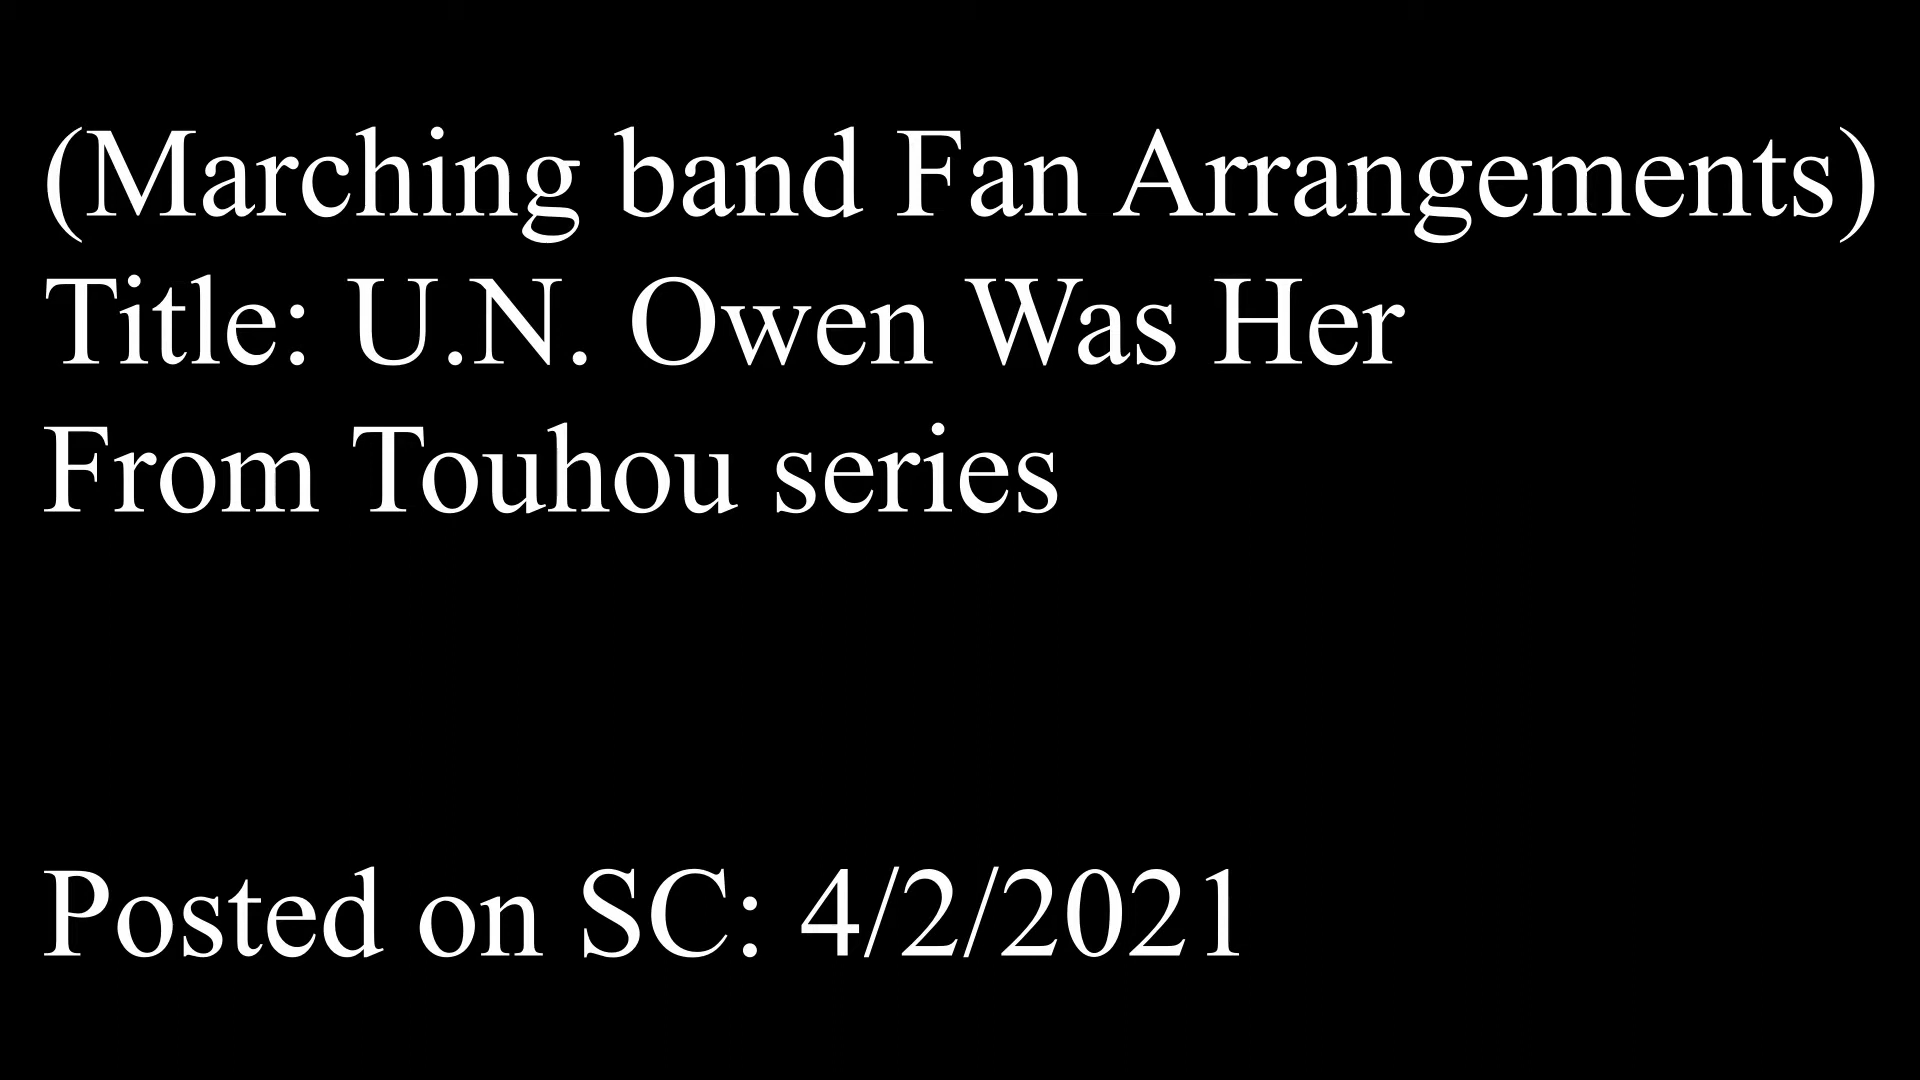 (Marching band Fan Arrangements)
Title: U.N. Owen Was Her
From Touhou series
Posted on SC: 4/2/2021